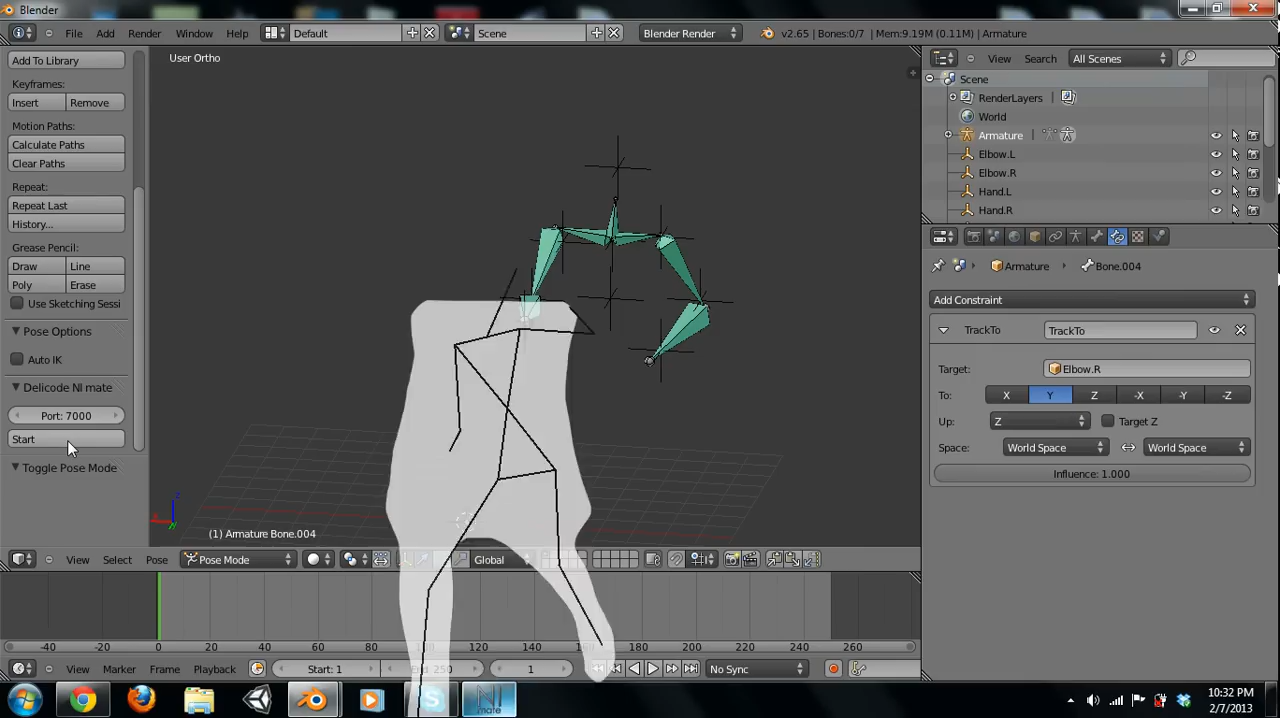 Blender
File Add Render Window Help Default Scene Blender Render v2.65 | Bones:0/7 | Mem:9.19M (0.11M) | Armature
Add To Library
Keyframes:
Insert Remove
Motion Paths:
Calculate Paths
Clear Paths
Repeat:
Repeat Last
History...
Grease Pencil:
Draw Line
Poly Erase
Use Sketching Sessi
Pose Options
Auto IK
Delicode NI mate
Port: 7000
Start
Toggle Pose Mode
User Ortho
(1) Armature Bone.004
View Select Pose Pose Mode Global
View Search All Scenes
Scene
RenderLayers
World
Armature
Elbow.L
Elbow.R
Hand.L
Hand.R
Armature Bone.004
Add Constraint
TrackTo TrackTo
Target: Elbow.R
To: X Y Z -X -Y -Z
Up: Z Target Z
Space: World Space World Space
Influence: 1.000
-40 -20 0 20 40 60 80 100 120 140 160 180 200 220 240 260
View Marker Frame Playback Start: 1 End: 250 1 No Sync
NI mate
10:32 PM
2/7/2013